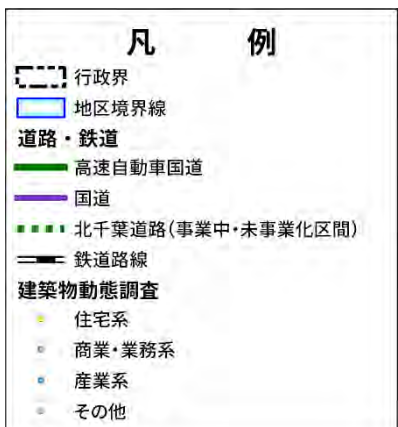 凡 例
行政界
地区境界線
道路・鉄道
高速自動車国道
国道
北千葉道路(事業中・未事業化区間)
鉄道路線
建築物動態調査
住宅系
商業・業務系
産業系
その他